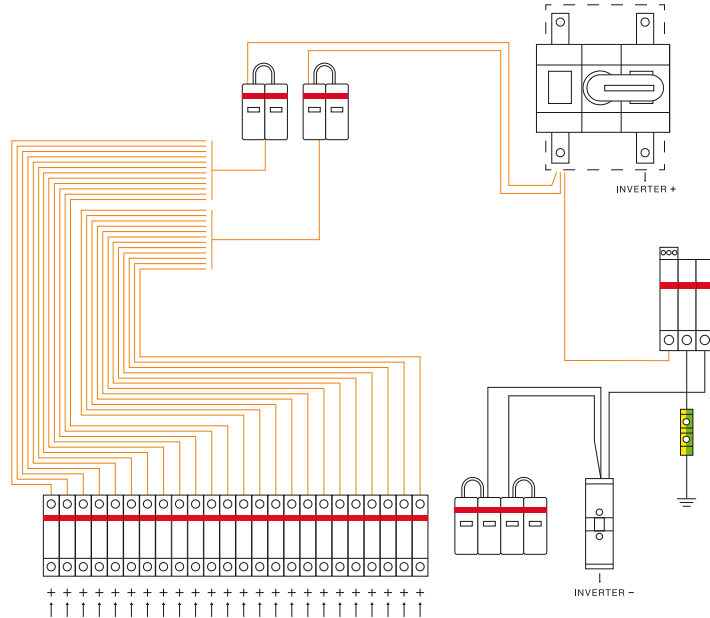 INVERTER +
INVERTER −
+ + + + + + + + + + + + + + + + + + + + + + + +